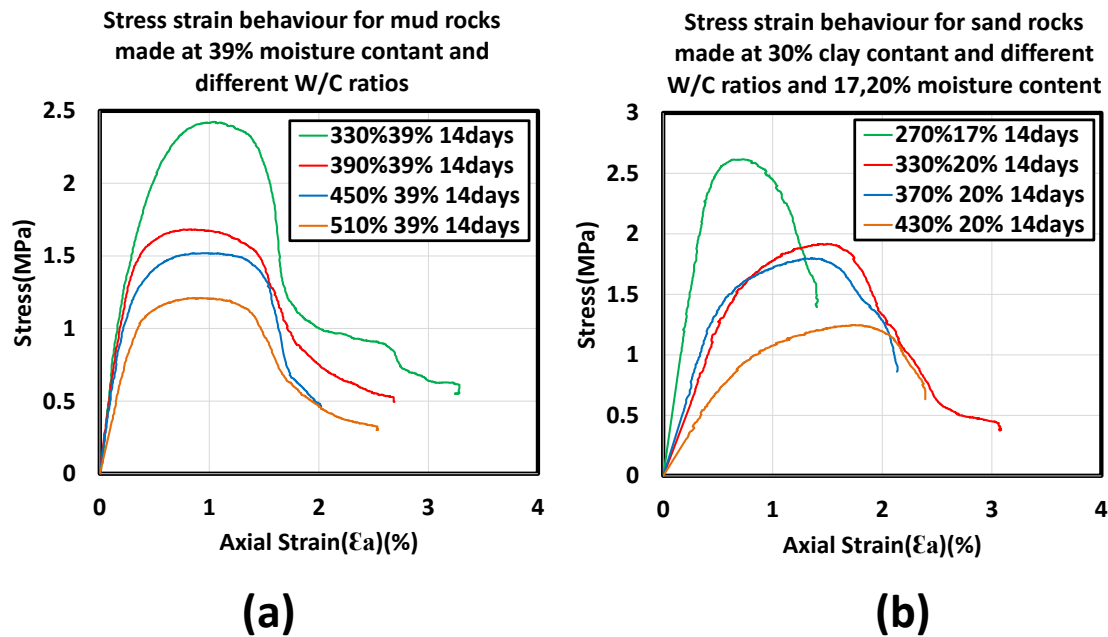 Stress strain behaviour for mud rocks
made at 39% moisture contant and
different W/C ratios
2.5
2
1.5
1
0.5
0
Stress(MPa)
330%39% 14days
390%39% 14days
450% 39% 14days
510% 39% 14days
0 1 2 3 4
Axial Strain(Ɛa)(%)
(a)
Stress strain behaviour for sand rocks
made at 30% clay contant and different
W/C ratios and 17,20% moisture content
3
2.5
2
1.5
1
0.5
0
Stress(MPa)
270%17% 14days
330%20% 14days
370% 20% 14days
430% 20% 14days
0 1 2 3 4
Axial Strain(Ɛa)(%)
(b)